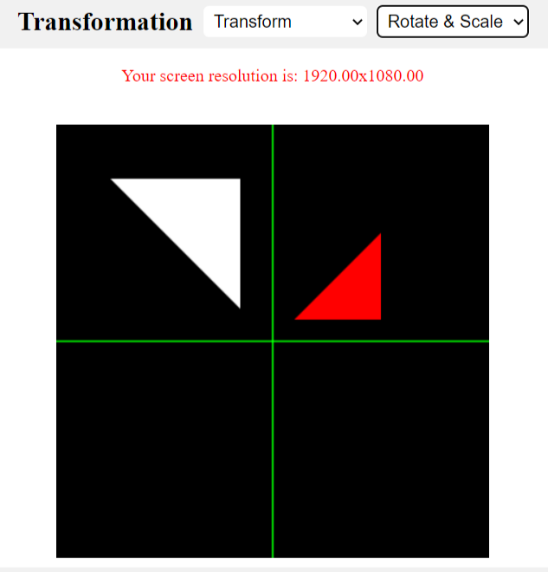 Transformation Transform Rotate & Scale
Your screen resolution is: 1920.00x1080.00